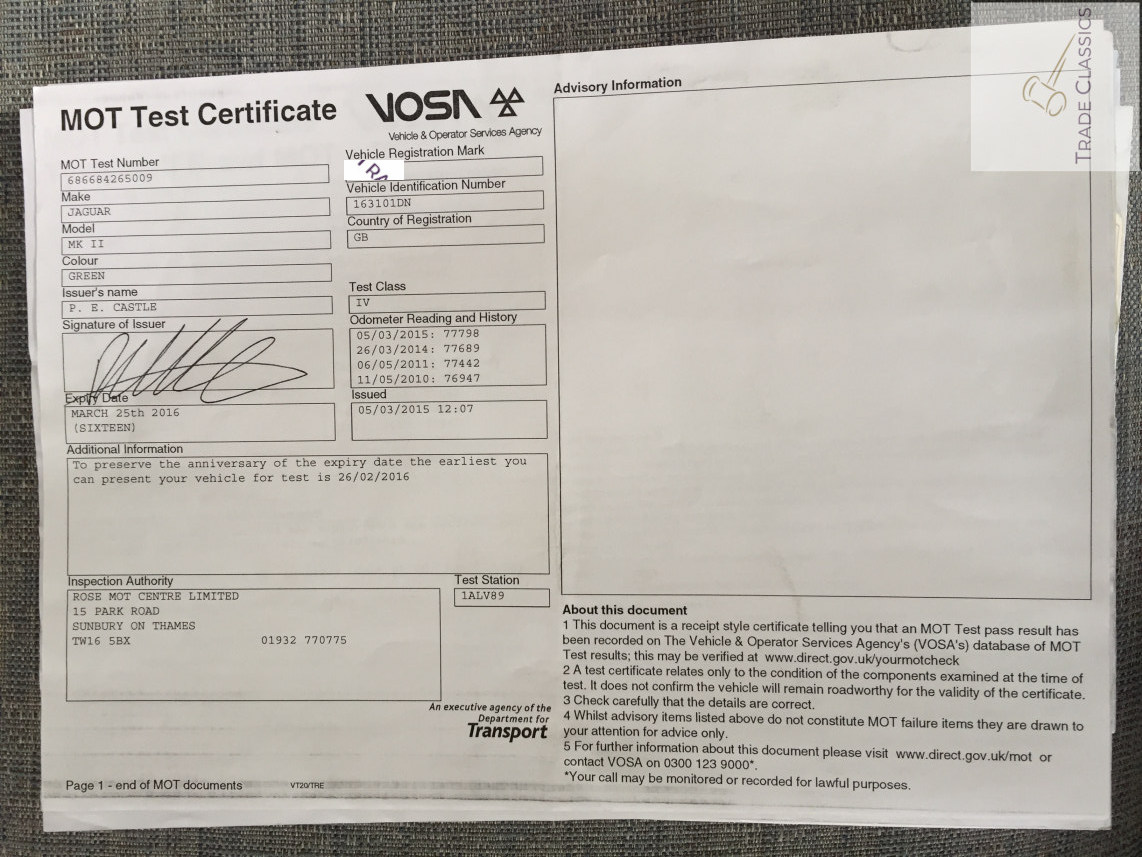 MOT Test Certificate
VOSA
Vehicle & Operator Services Agency
MOT Test Number
686684265009
Make
JAGUAR
Model
MK II
Colour
GREEN
Issuer's name
P. E. CASTLE
Signature of Issuer
Expiry Date
MARCH 25th 2016
(SIXTEEN)
Vehicle Registration Mark
TRA
Vehicle Identification Number
163101DN
Country of Registration
GB
Test Class
IV
Odometer Reading and History
05/03/2015: 77798
26/03/2014: 77689
06/05/2011: 77442
11/05/2010: 76947
Issued
05/03/2015 12:07
Additional Information
To preserve the anniversary of the expiry date the earliest you
can present your vehicle for test is 26/02/2016
Inspection Authority
ROSE MOT CENTRE LIMITED
15 PARK ROAD
SUNBURY ON THAMES
TW16 5BX 01932 770775
Test Station
1ALV89
An executive agency of the
Department for
Transport
Page 1 - end of MOT documents
VT20/TRE
Advisory Information
About this document
1 This document is a receipt style certificate telling you that an MOT Test pass result has
been recorded on The Vehicle & Operator Services Agency's (VOSA's) database of MOT
Test results; this may be verified at www.direct.gov.uk/yourmotcheck
2 A test certificate relates only to the condition of the components examined at the time of
test. It does not confirm the vehicle will remain roadworthy for the validity of the certificate.
3 Check carefully that the details are correct.
4 Whilst advisory items listed above do not constitute MOT failure items they are drawn to
your attention for advice only.
5 For further information about this document please visit www.direct.gov.uk/mot or
contact VOSA on 0300 123 9000*.
*Your call may be monitored or recorded for lawful purposes.
TRADE CLASSICS